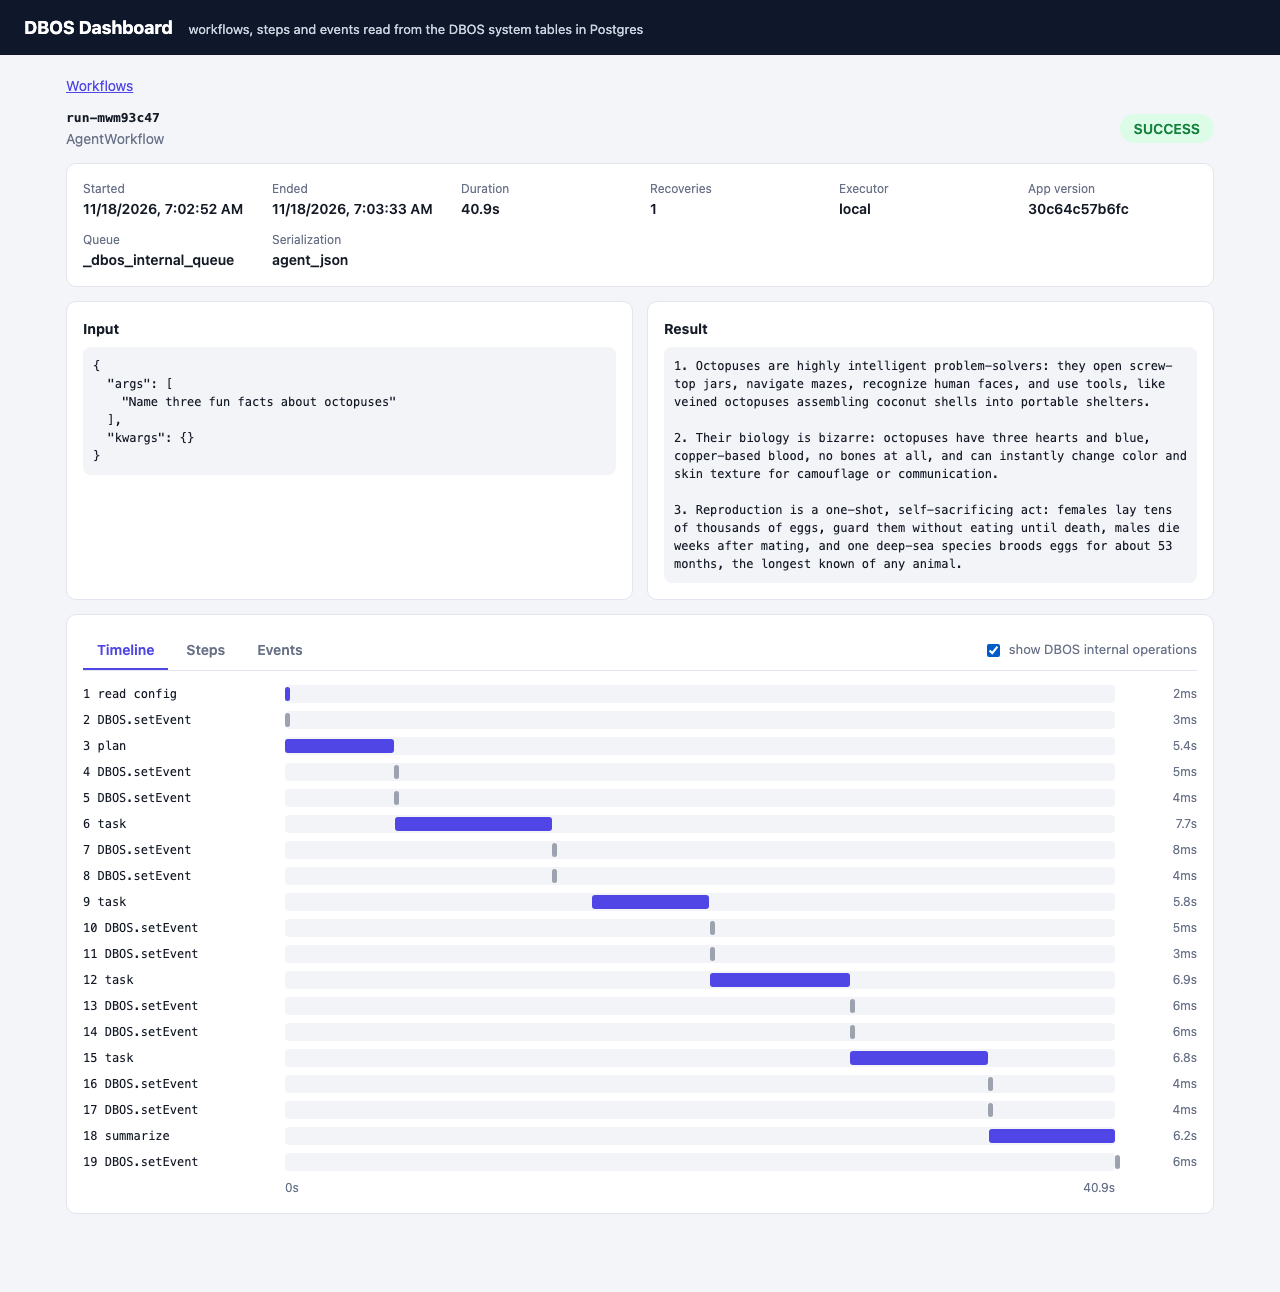 DBOS Dashboard workflows, steps and events read from the DBOS system tables in Postgres
Workflows
run-mwm93c47
AgentWorkflow
SUCCESS
Started Ended Duration Recoveries Executor App version
11/18/2026, 7:02:52 AM 11/18/2026, 7:03:33 AM 40.9s 1 local 30c64c57b6fc
Queue Serialization
_dbos_internal_queue agent_json
Input
{
  "args": [
    "Name three fun facts about octopuses"
  ],
  "kwargs": {}
}
Result
1. Octopuses are highly intelligent problem-solvers: they open screw-
top jars, navigate mazes, recognize human faces, and use tools, like
veined octopuses assembling coconut shells into portable shelters.
2. Their biology is bizarre: octopuses have three hearts and blue,
copper-based blood, no bones at all, and can instantly change color and
skin texture for camouflage or communication.
3. Reproduction is a one-shot, self-sacrificing act: females lay tens
of thousands of eggs, guard them without eating until death, males die
weeks after mating, and one deep-sea species broods eggs for about 53
months, the longest known of any animal.
Timeline Steps Events show DBOS internal operations
1 read config 2ms
2 DBOS.setEvent 3ms
3 plan 5.4s
4 DBOS.setEvent 5ms
5 DBOS.setEvent 4ms
6 task 7.7s
7 DBOS.setEvent 8ms
8 DBOS.setEvent 4ms
9 task 5.8s
10 DBOS.setEvent 5ms
11 DBOS.setEvent 3ms
12 task 6.9s
13 DBOS.setEvent 6ms
14 DBOS.setEvent 6ms
15 task 6.8s
16 DBOS.setEvent 4ms
17 DBOS.setEvent 4ms
18 summarize 6.2s
19 DBOS.setEvent 6ms
0s 40.9s